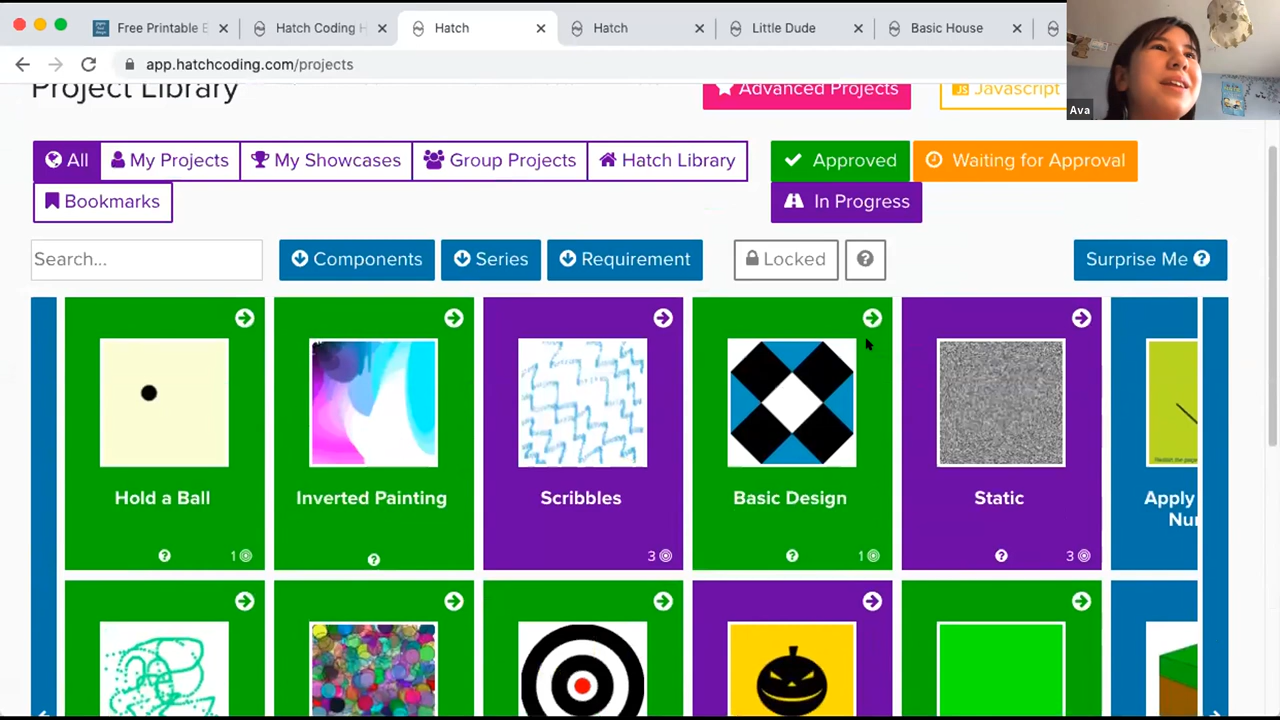 Free Printable E
Hatch Coding H
Hatch
Hatch
Little Dude
Basic House
app.hatchcoding.com/projects
Project Library
Advanced Projects
JS Javascript
Ava
All
My Projects
My Showcases
Group Projects
Hatch Library
Approved
Waiting for Approval
Bookmarks
In Progress
Search...
Components
Series
Requirement
Locked
?
Surprise Me ?
Hold a Ball
Inverted Painting
Scribbles
Basic Design
Static
Apply
Nur
? 1
?
3
? 1
? 3